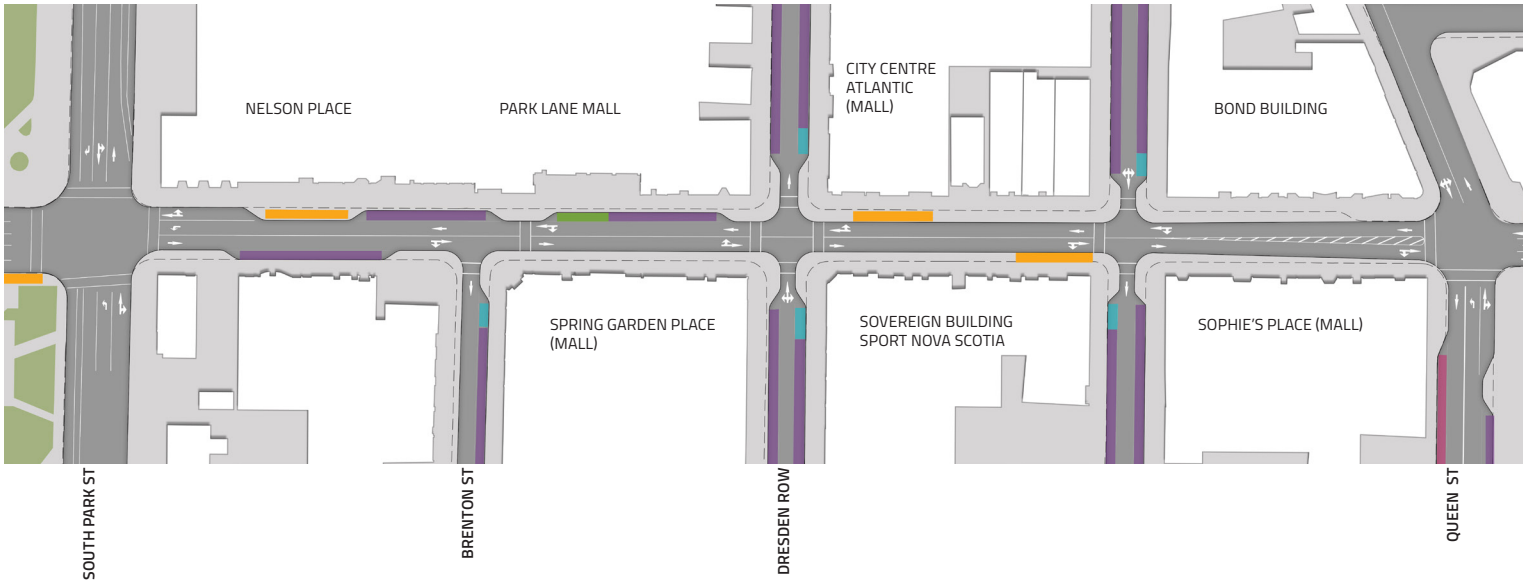 NELSON PLACE
PARK LANE MALL
CITY CENTRE
ATLANTIC
(MALL)
BOND BUILDING
SPRING GARDEN PLACE
(MALL)
SOVEREIGN BUILDING
SPORT NOVA SCOTIA
SOPHIE'S PLACE (MALL)
SOUTH PARK ST
BRENTON ST
DRESDEN ROW
QUEEN ST